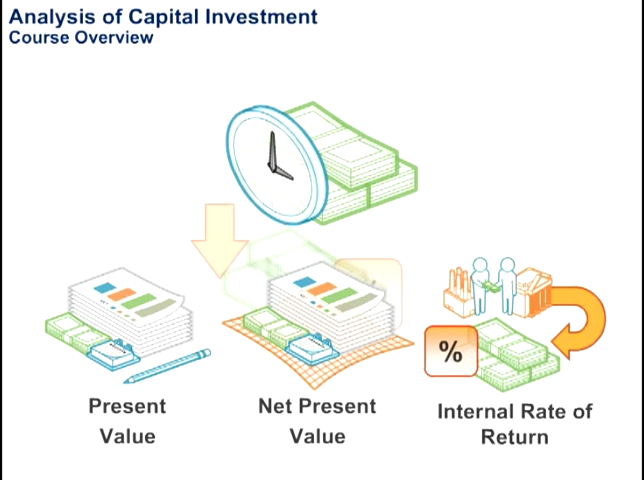 Analysis of Capital Investment
Course Overview
%
Present
Value
Net Present
Value
Internal Rate of
Return